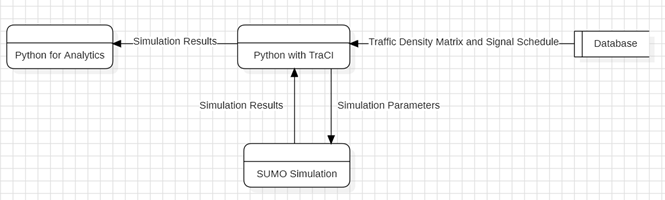 Simulation Results
Traffic Density Matrix and Signal Schedule
Database
Python for Analytics
Python with TraCI
Simulation Results
Simulation Parameters
SUMO Simulation